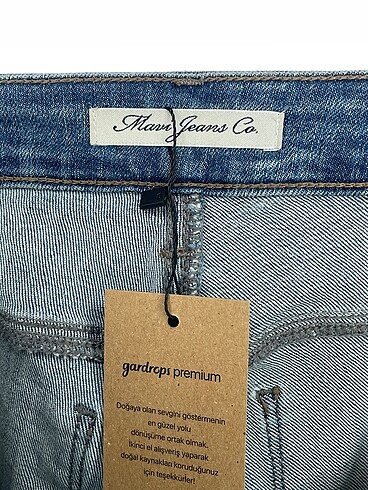 Mavi Jeans Co.
gardrops premium
Doğaya olan sevgini göstermenin
en güzel yolu
dönüşüme ortak olmak.
İkinci el alışveriş yaparak
doğal kaynakları koruduğunuz
için teşekkürler!